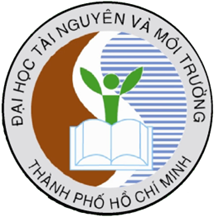 ĐẠI HỌC TÀI NGUYÊN VÀ MÔI TRƯỜNG
THÀNH PHỐ HỒ CHÍ MINH